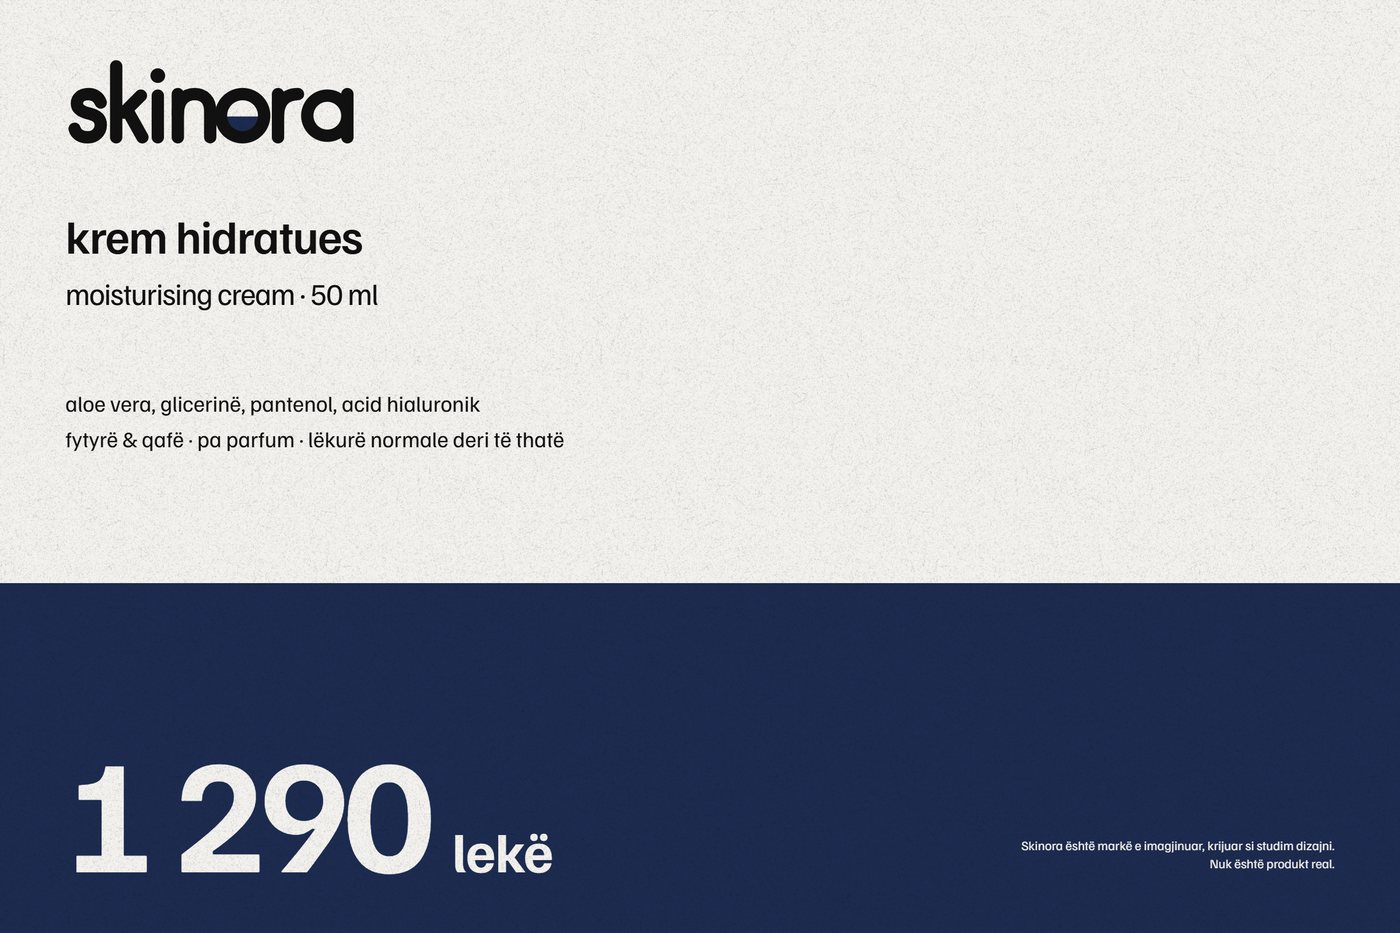 skinora
krem hidratues
moisturising cream · 50 ml
aloe vera, glicerinë, pantenol, acid hialuronik
fytyrë & qafë · pa parfum · lëkurë normale deri të thatë
1 290 lekë
Skinora është markë e imagjinuar, krijuar si studim dizajni.
Nuk është produkt real.